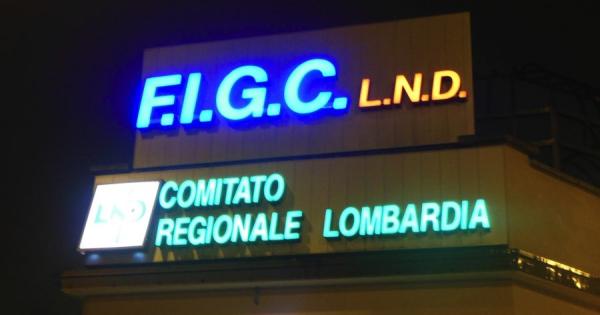 F.I.G.C. L.N.D.
LND
COMITATO
REGIONALE LOMBARDIA